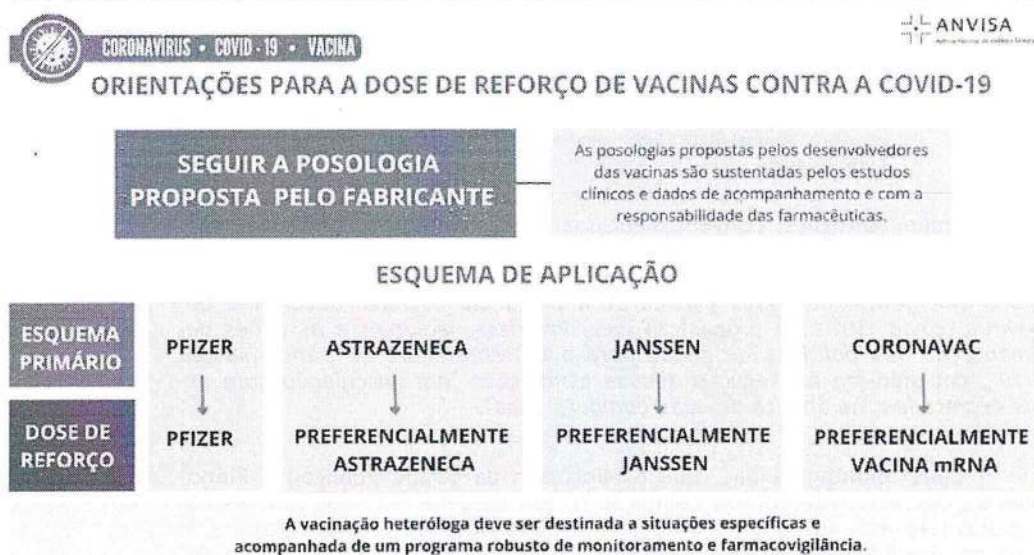 CORONAVÍRUS • COVID-19 • VACINA
ANVISA
ORIENTAÇÕES PARA A DOSE DE REFORÇO DE VACINAS CONTRA A COVID-19
SEGUIR A POSOLOGIA
PROPOSTA PELO FABRICANTE
As posologias propostas pelos desenvolvedores
das vacinas são sustentadas pelos estudos
clínicos e dados de acompanhamento e com a
responsabilidade das farmacêuticas.
ESQUEMA DE APLICAÇÃO
ESQUEMA
PRIMÁRIO
PFIZER
ASTRAZENECA
JANSSEN
CORONAVAC
DOSE DE
REFORÇO
PFIZER
PREFERENCIALMENTE
ASTRAZENECA
PREFERENCIALMENTE
JANSSEN
PREFERENCIALMENTE
VACINA mRNA
A vacinação heteróloga deve ser destinada a situações específicas e
acompanhada de um programa robusto de monitoramento e farmacovigilância.